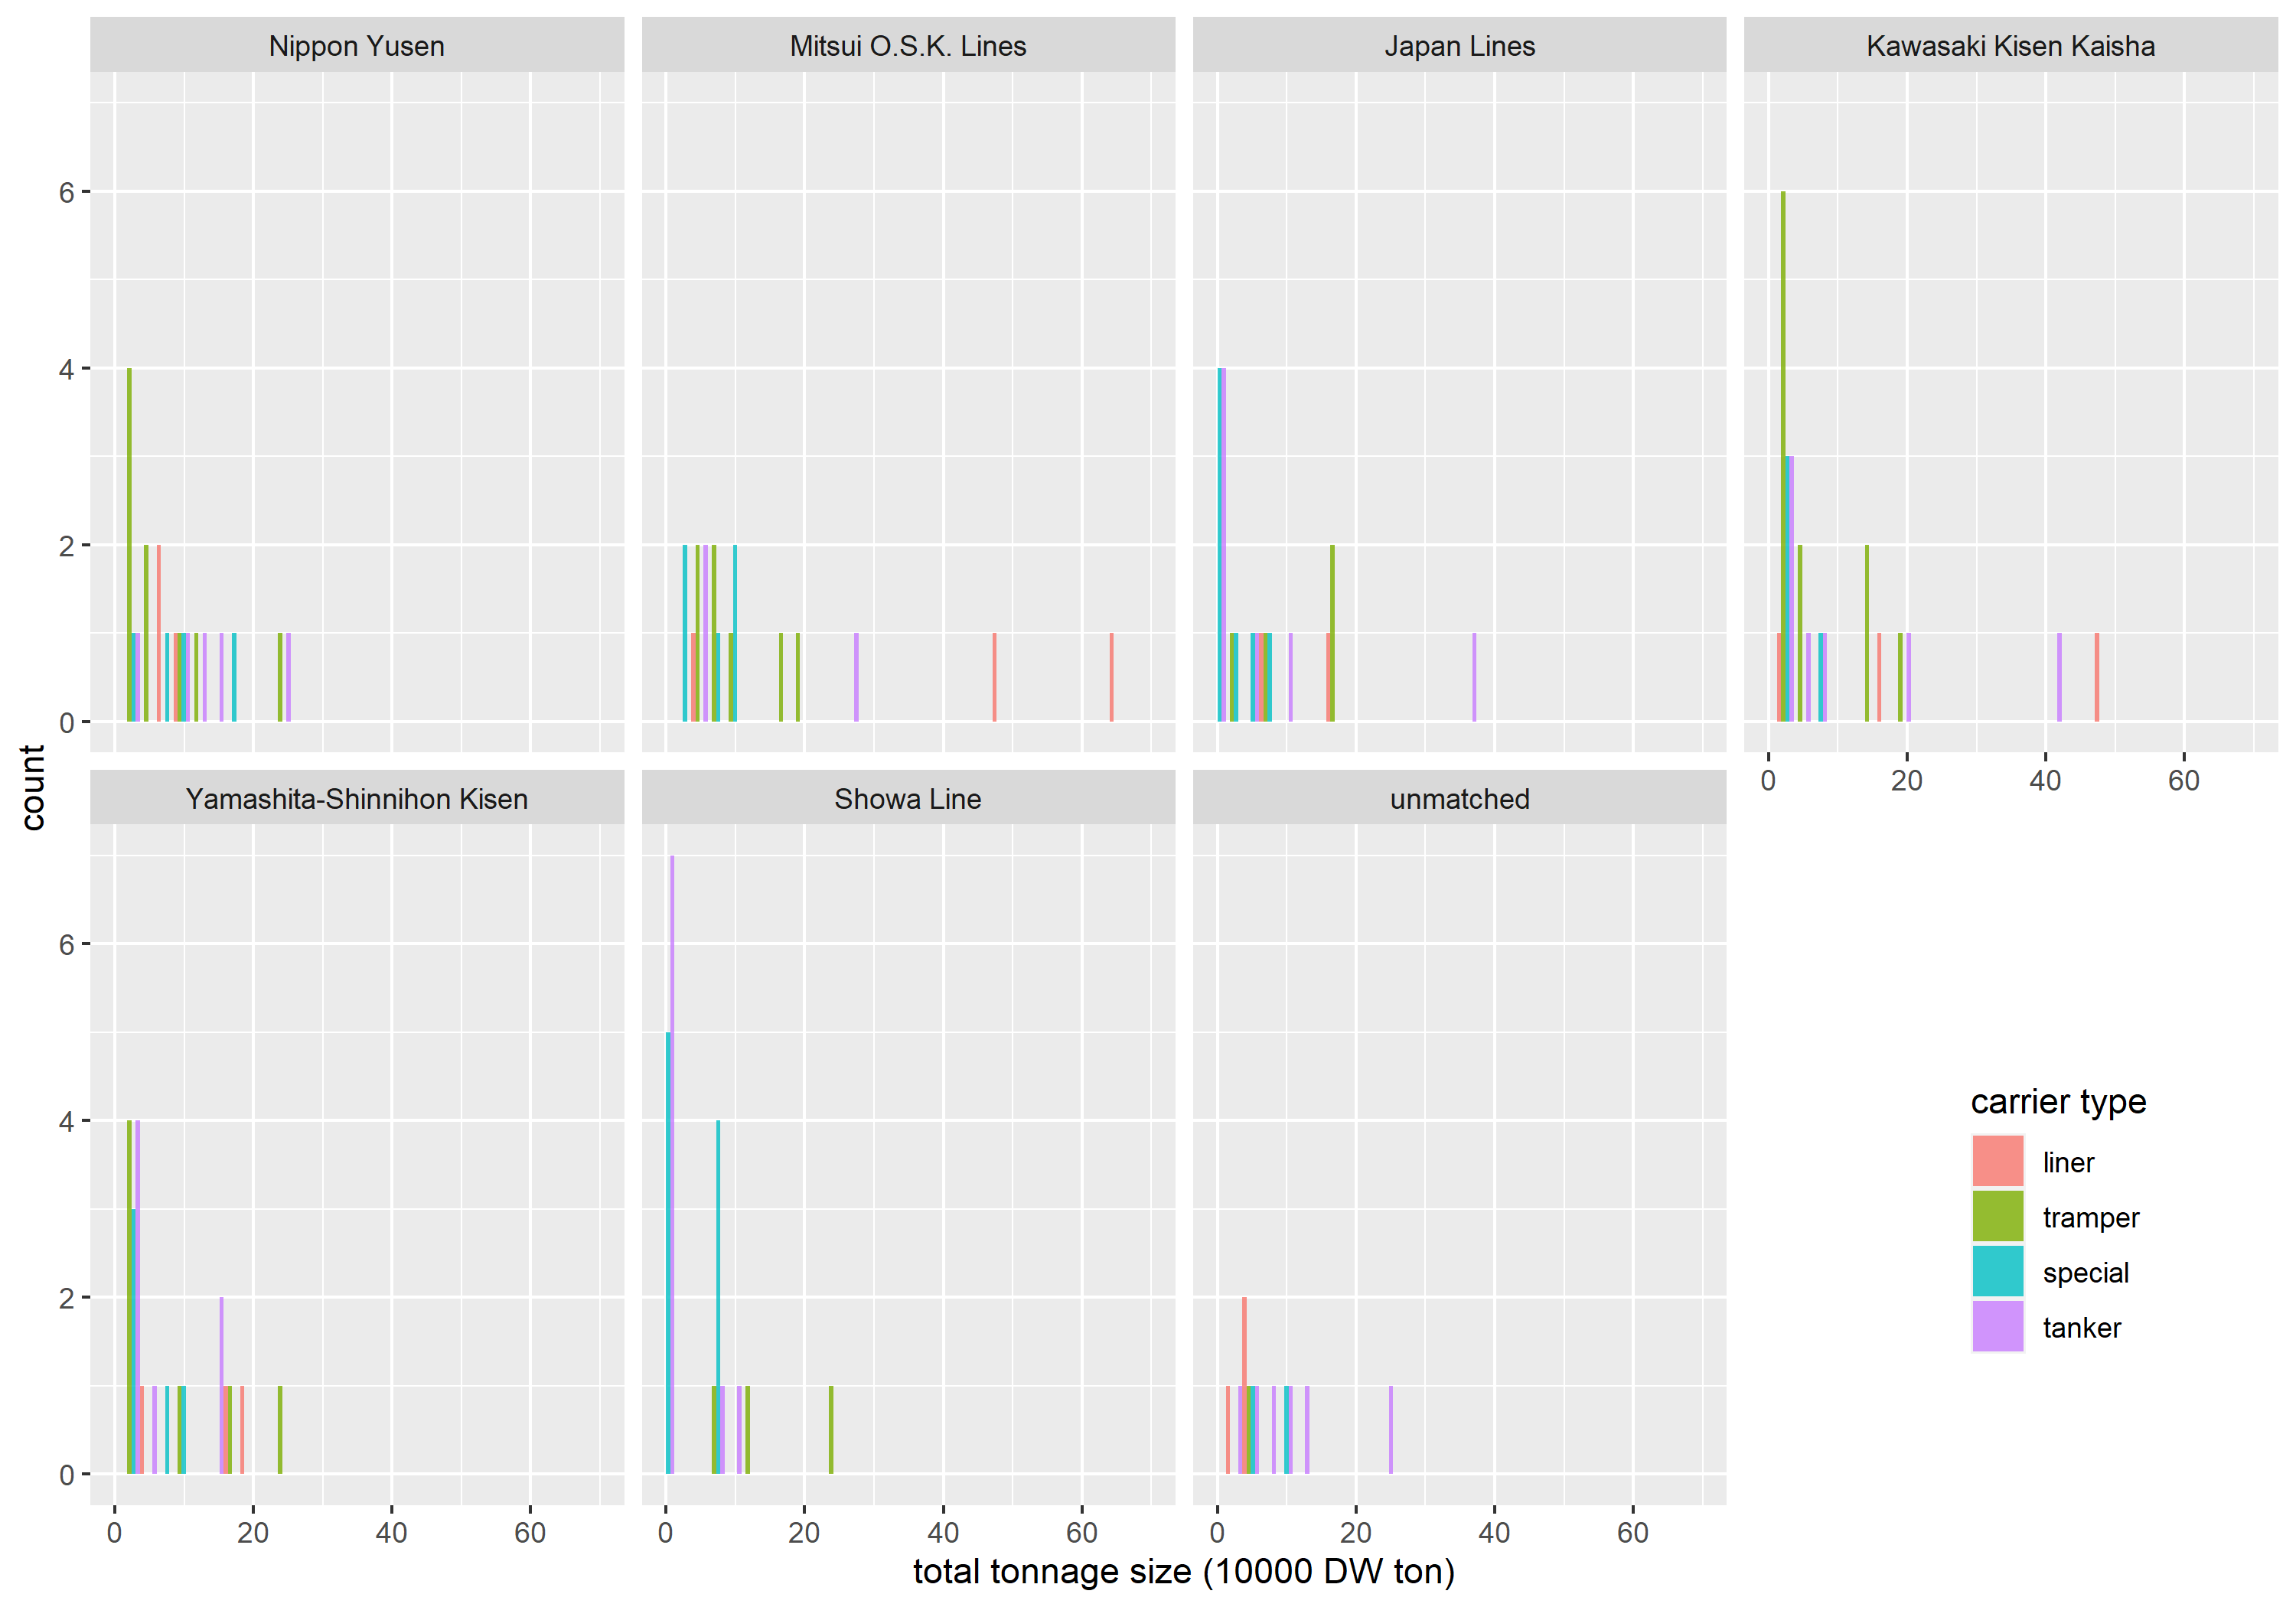 Nippon Yusen
Mitsui O.S.K. Lines
Japan Lines
Kawasaki Kisen Kaisha
6
4
2
0
0 20 40 60
count
Yamashita-Shinnihon Kisen
Showa Line
unmatched
6
4
2
0
0 20 40 60
0 20 40 60
0 20 40 60
total tonnage size (10000 DW ton)
carrier type
liner
tramper
special
tanker